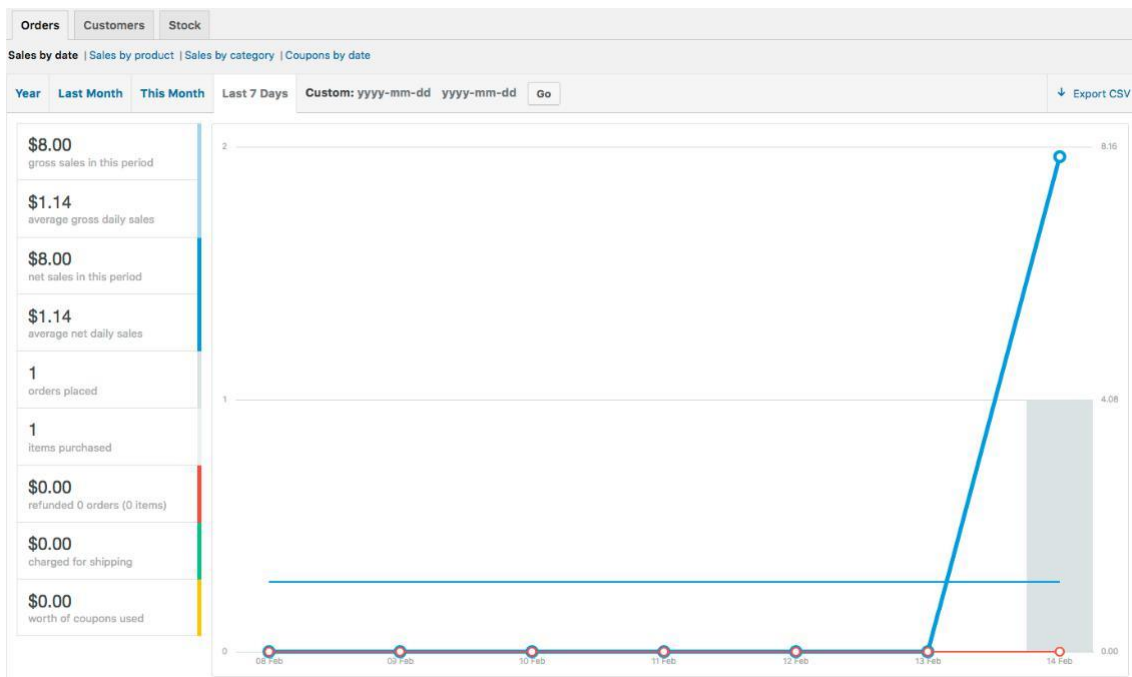 Orders Customers Stock
Sales by date | Sales by product | Sales by category | Coupons by date
Year Last Month This Month Last 7 Days Custom: yyyy-mm-dd yyyy-mm-dd Go Export CSV
$8.00
gross sales in this period
$1.14
average gross daily sales
$8.00
net sales in this period
$1.14
average net daily sales
1
orders placed
1
items purchased
$0.00
refunded 0 orders (0 items)
$0.00
charged for shipping
$0.00
worth of coupons used
2 8.16
1 4.08
0 0.00
08 Feb 09 Feb 10 Feb 11 Feb 12 Feb 13 Feb 14 Feb